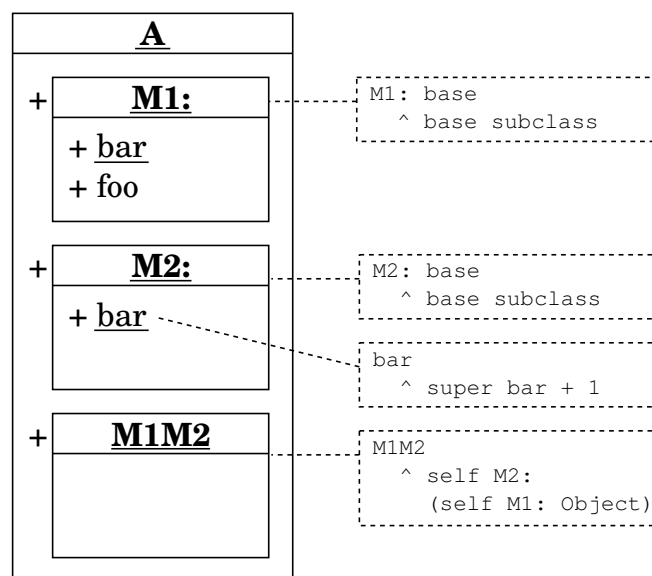 A
+ M1:
+ bar
+ foo
M1: base
^ base subclass
+ M2:
+ bar
M2: base
^ base subclass
bar
^ super bar + 1
+ M1M2
M1M2
^ self M2:
(self M1: Object)